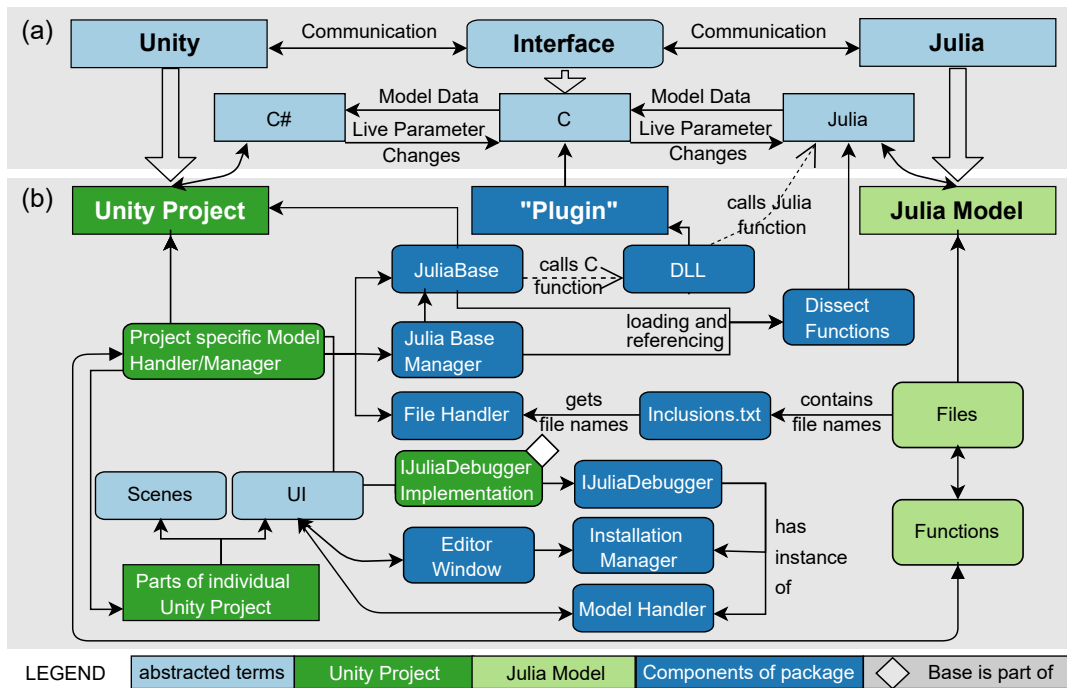 (a)
Unity
Communication
Interface
Communication
Julia
C#
Model Data
Live Parameter
Changes
C
Model Data
Live Parameter
Changes
Julia
(b)
Unity Project
"Plugin"
calls Julia
function
Julia Model
JuliaBase
calls C
function
DLL
Project specific Model
Handler/Manager
Julia Base
Manager
loading and
referencing
Dissect
Functions
File Handler
gets
file names
Inclusions.txt
contains
file names
Files
Scenes
UI
IJuliaDebugger
Implementation
IJuliaDebugger
has
instance
of
Functions
Editor
Window
Installation
Manager
Parts of individual
Unity Project
Model Handler
LEGEND
abstracted terms
Unity Project
Julia Model
Components of package
Base is part of